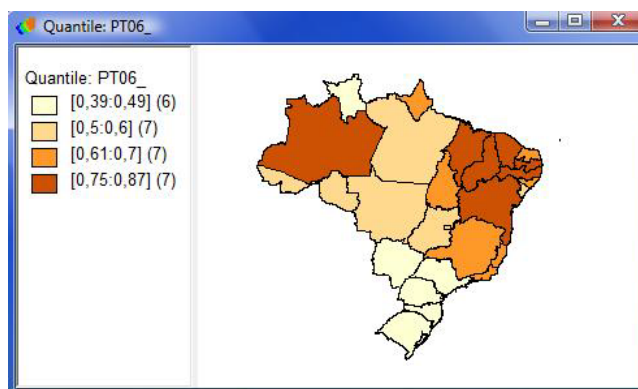 Quantile: PT06_
Quantile: PT06_
[0,39:0,49] (6)
[0,5:0,6] (7)
[0,61:0,7] (7)
[0,75:0,87] (7)